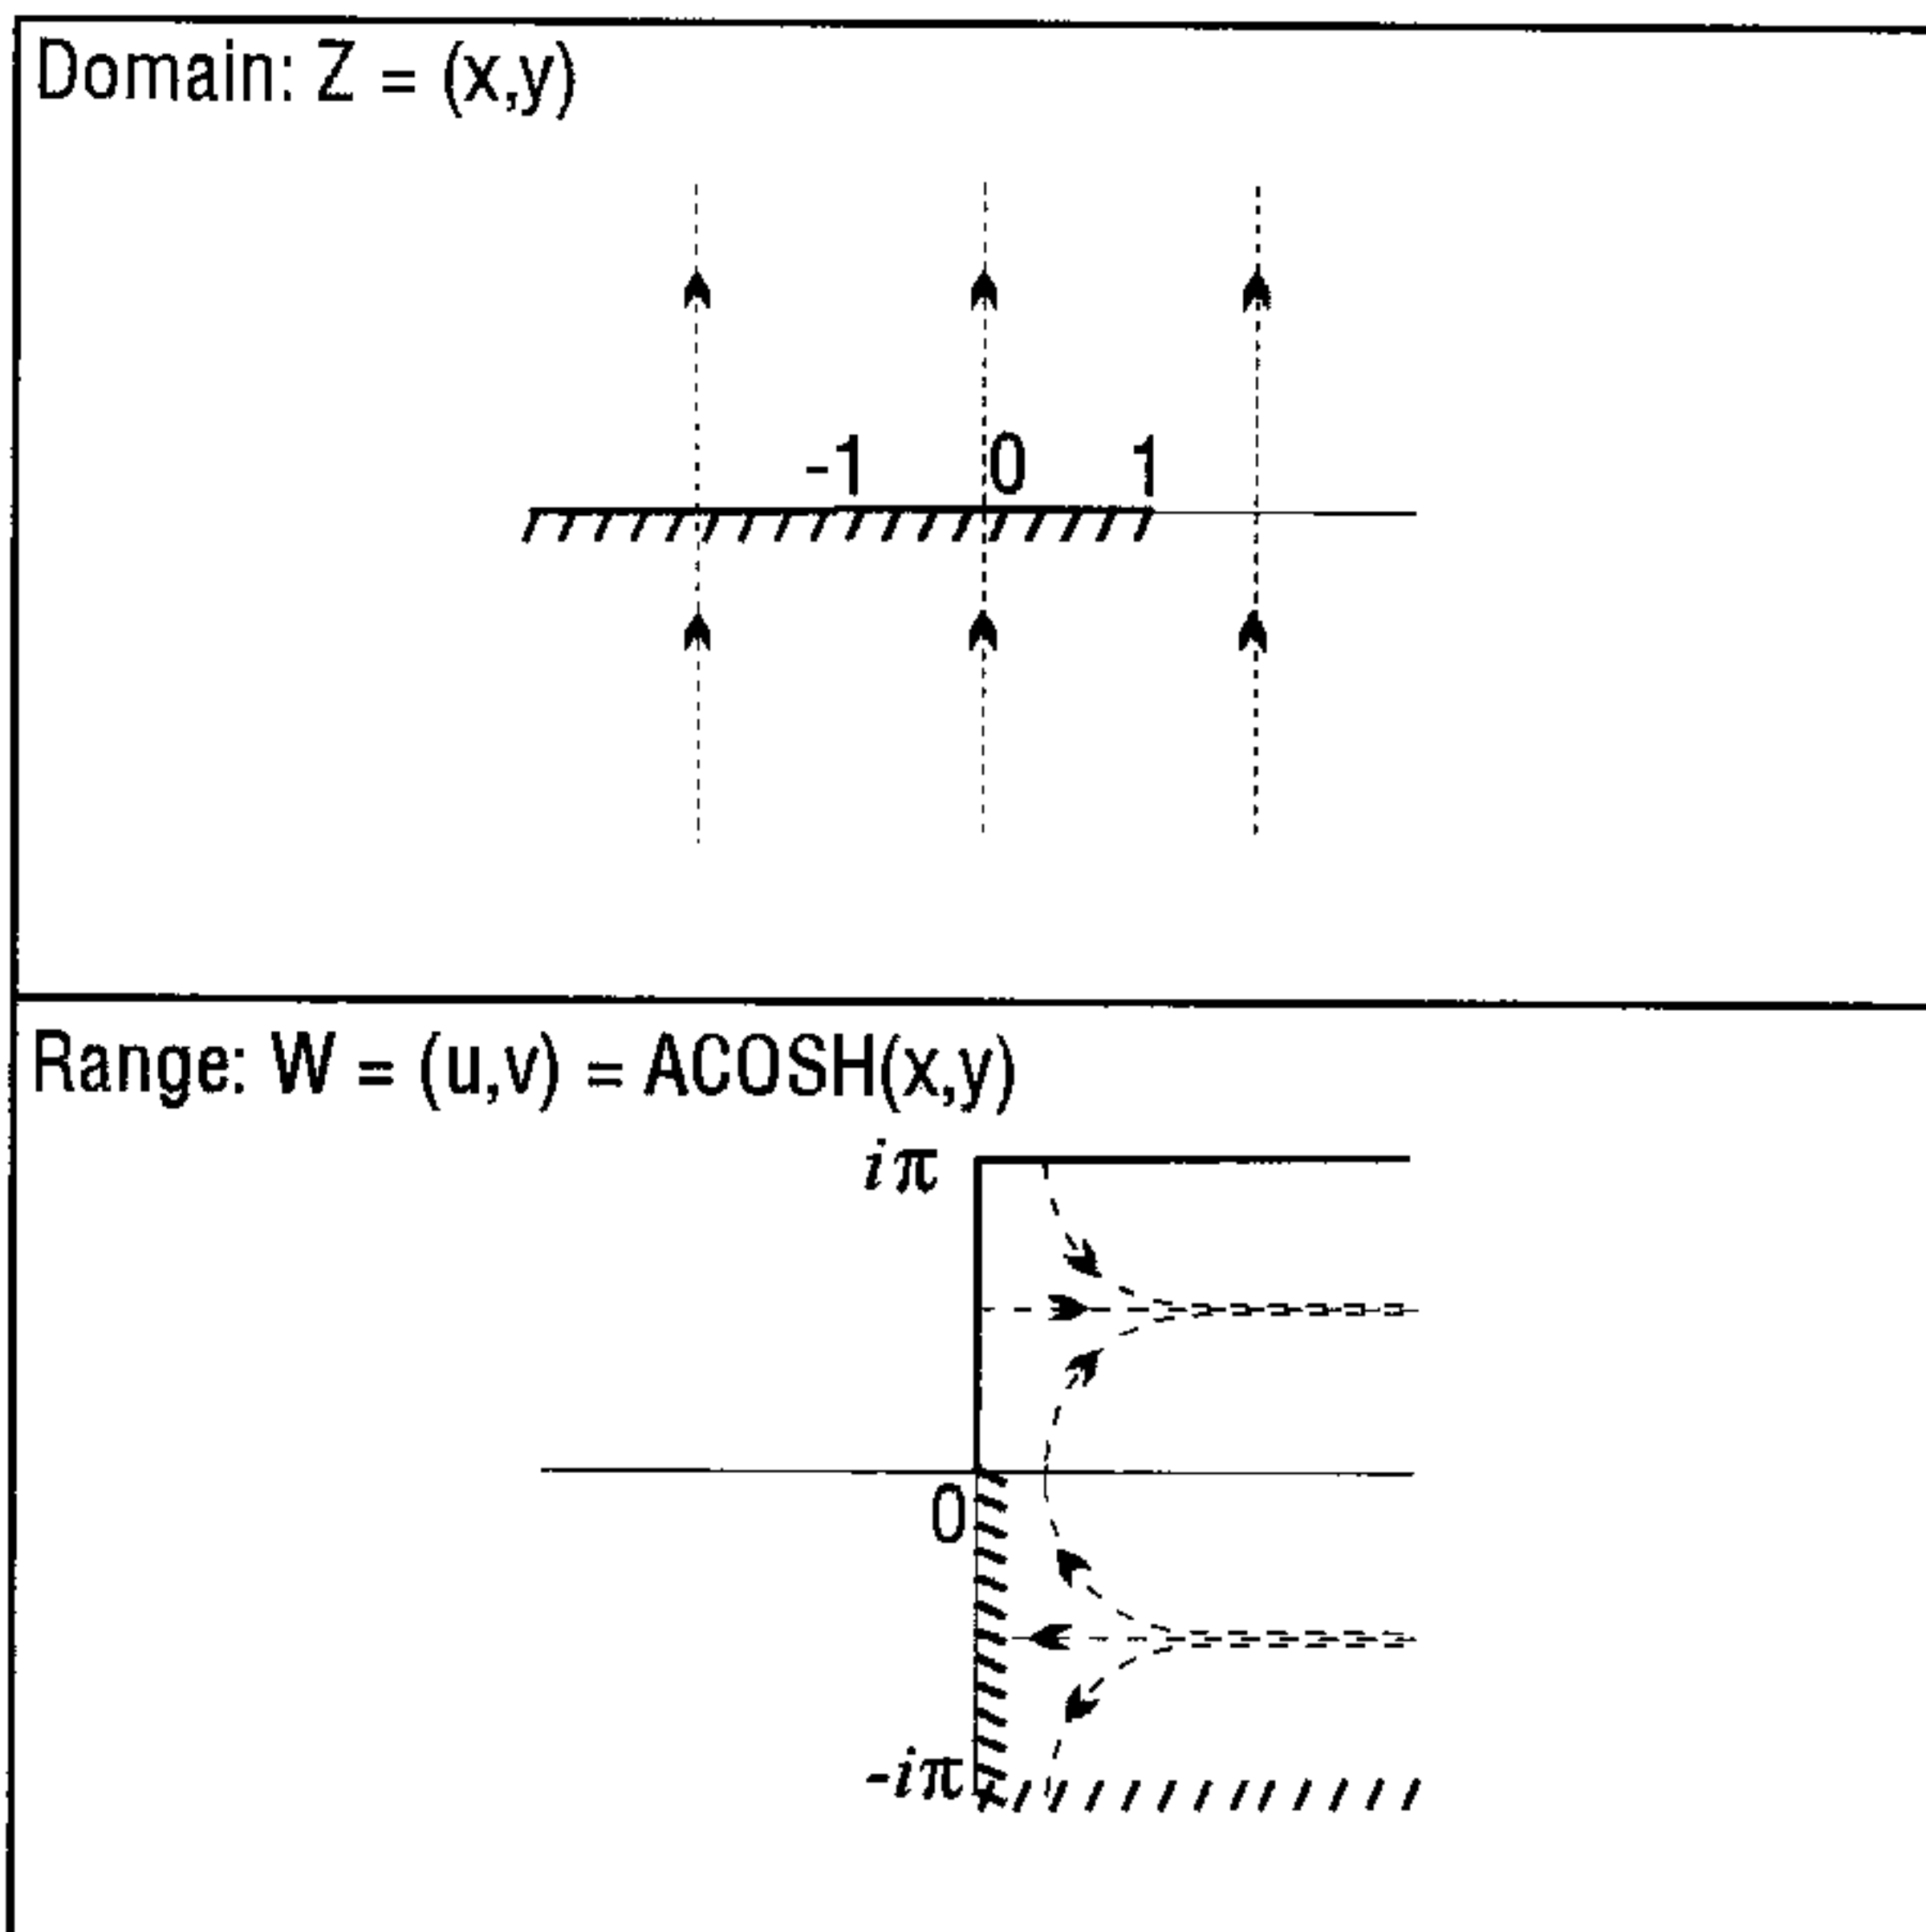 Domain: Z = (x,y)
-1 0 1
Range: W = (u,v) = ACOSH(x,y)
iπ
0
-iπ